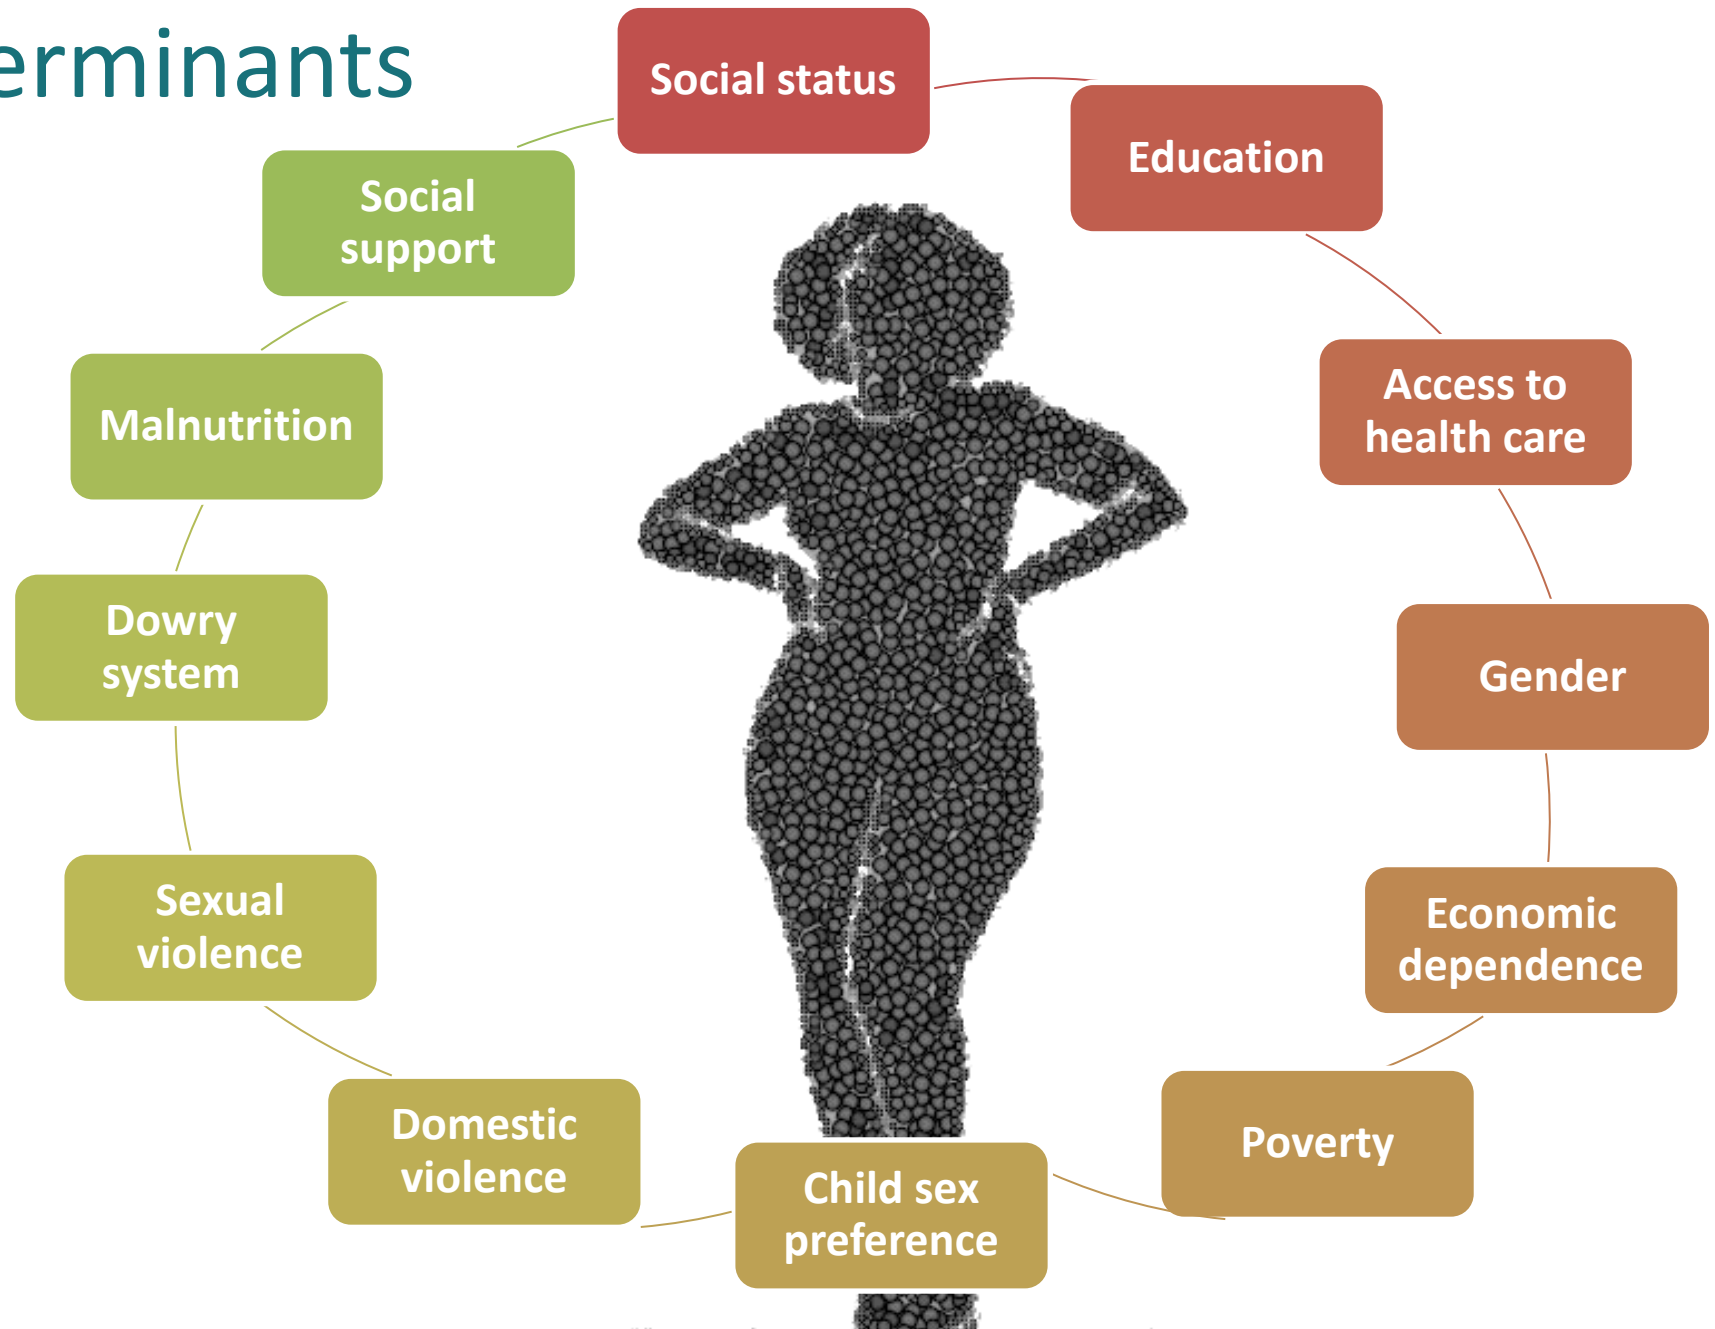 erminants
Social status
Education
Access to
health care
Gender
Economic
dependence
Poverty
Child sex
preference
Domestic
violence
Sexual
violence
Dowry
system
Malnutrition
Social
support